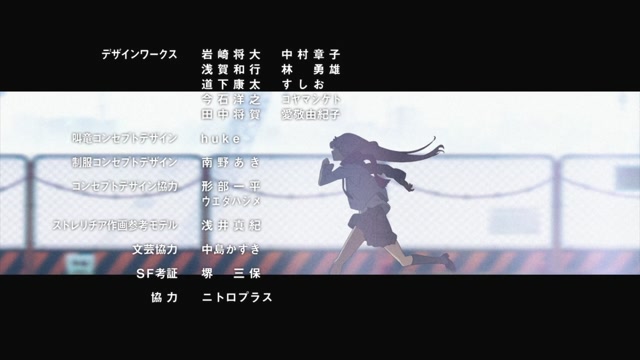 デザインワークス 岩崎将大 中村章子
浅賀和行 林 勇雄
道下康太 すしお
今石洋之 コヤマシゲト
田中将賀 愛敬由紀子
叫竜コンセプトデザイン huke
制服コンセプトデザイン 南野あき
コンセプトデザイン協力 形部一平
ウエダハジメ
ストレリチア作画参考モデル 浅井真紀
文芸協力 中島かずき
SF考証 堺 三保
協力 ニトロプラス